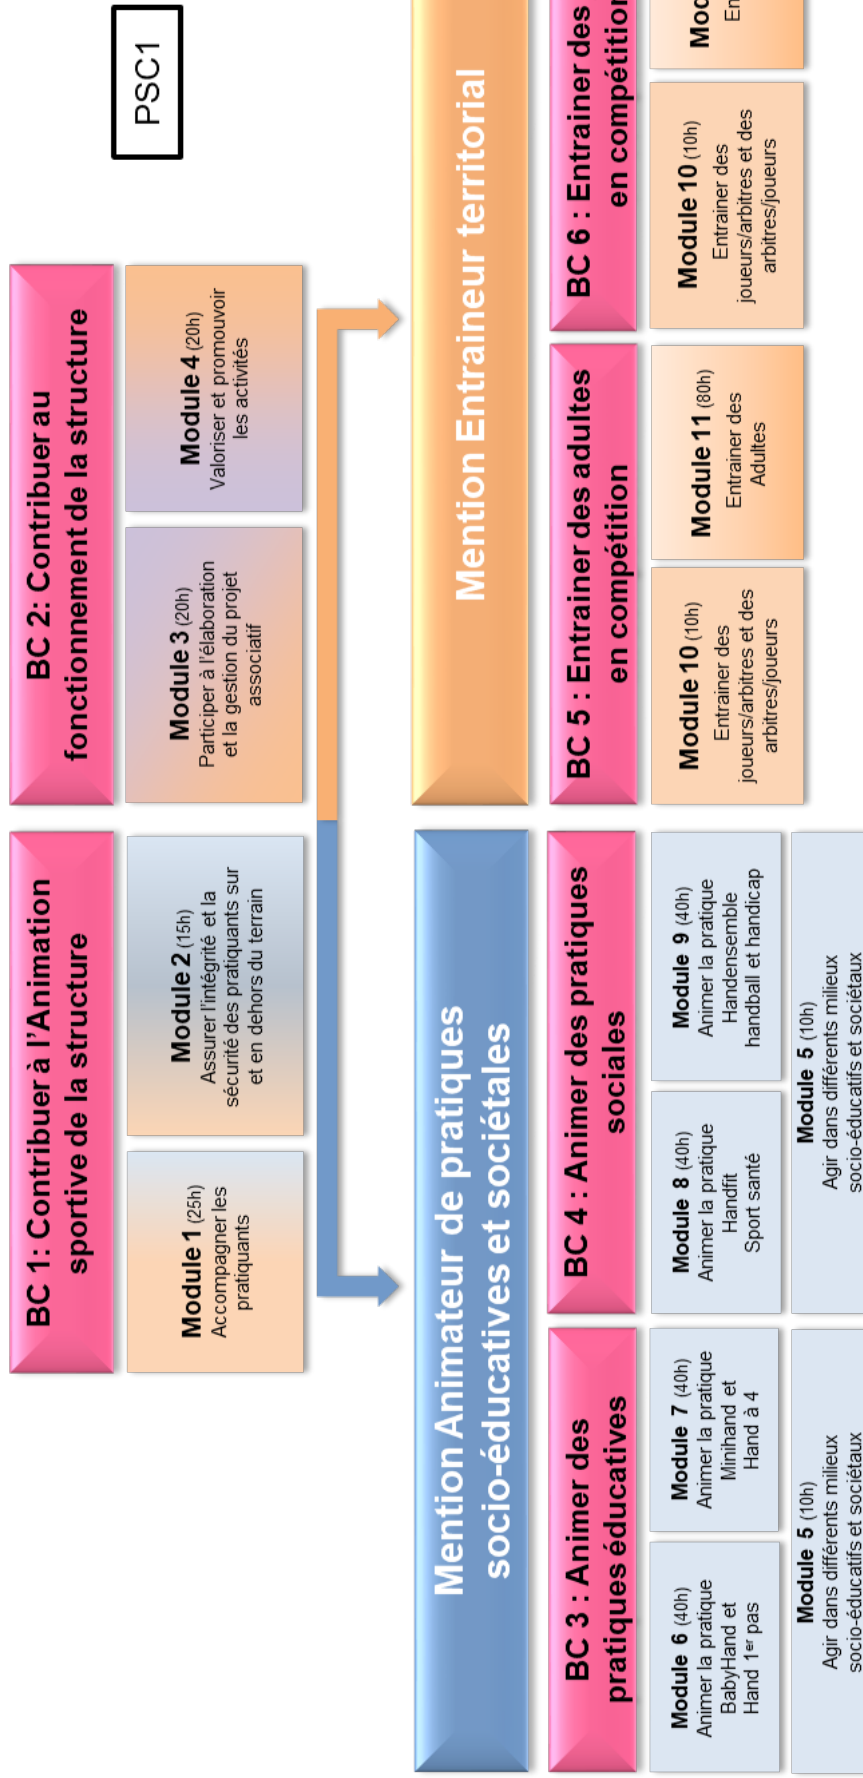 PSC1
BC 1: Contribuer à l’Animation
sportive de la structure
BC 2: Contribuer au
fonctionnement de la structure
Module 1 (25h)
Accompagner les
pratiquants
Module 2 (15h)
Assurer l’intégrité et la
sécurité des pratiquants sur
et en dehors du terrain
Module 3 (20h)
Participer à l’élaboration
et la gestion du projet
associatif
Module 4 (20h)
Valoriser et promouvoir
les activités
Mention Animateur de pratiques
socio-éducatives et sociétales
Mention Entraineur territorial
BC 3 : Animer des
pratiques éducatives
BC 4 : Animer des pratiques
sociales
BC 5 : Entrainer des adultes
en compétition
BC 6 : Entrainer des
en compétition
Module 6 (40h)
Animer la pratique
BabyHand et
Hand 1er pas
Module 7 (40h)
Animer la pratique
Minihand et
Hand à 4
Module 8 (40h)
Animer la pratique
Handfit
Sport santé
Module 9 (40h)
Animer la pratique
Handensemble
handball et handicap
Module 10 (10h)
Entrainer des
joueurs/arbitres et des
arbitres/joueurs
Module 11 (80h)
Entrainer des
Adultes
Module 10 (10h)
Entrainer des
joueurs/arbitres et des
arbitres/joueurs
Module 5 (10h)
Agir dans différents milieux
socio-éducatifs et sociétaux
Module 5 (10h)
Agir dans différents milieux
socio-éducatifs et sociétaux